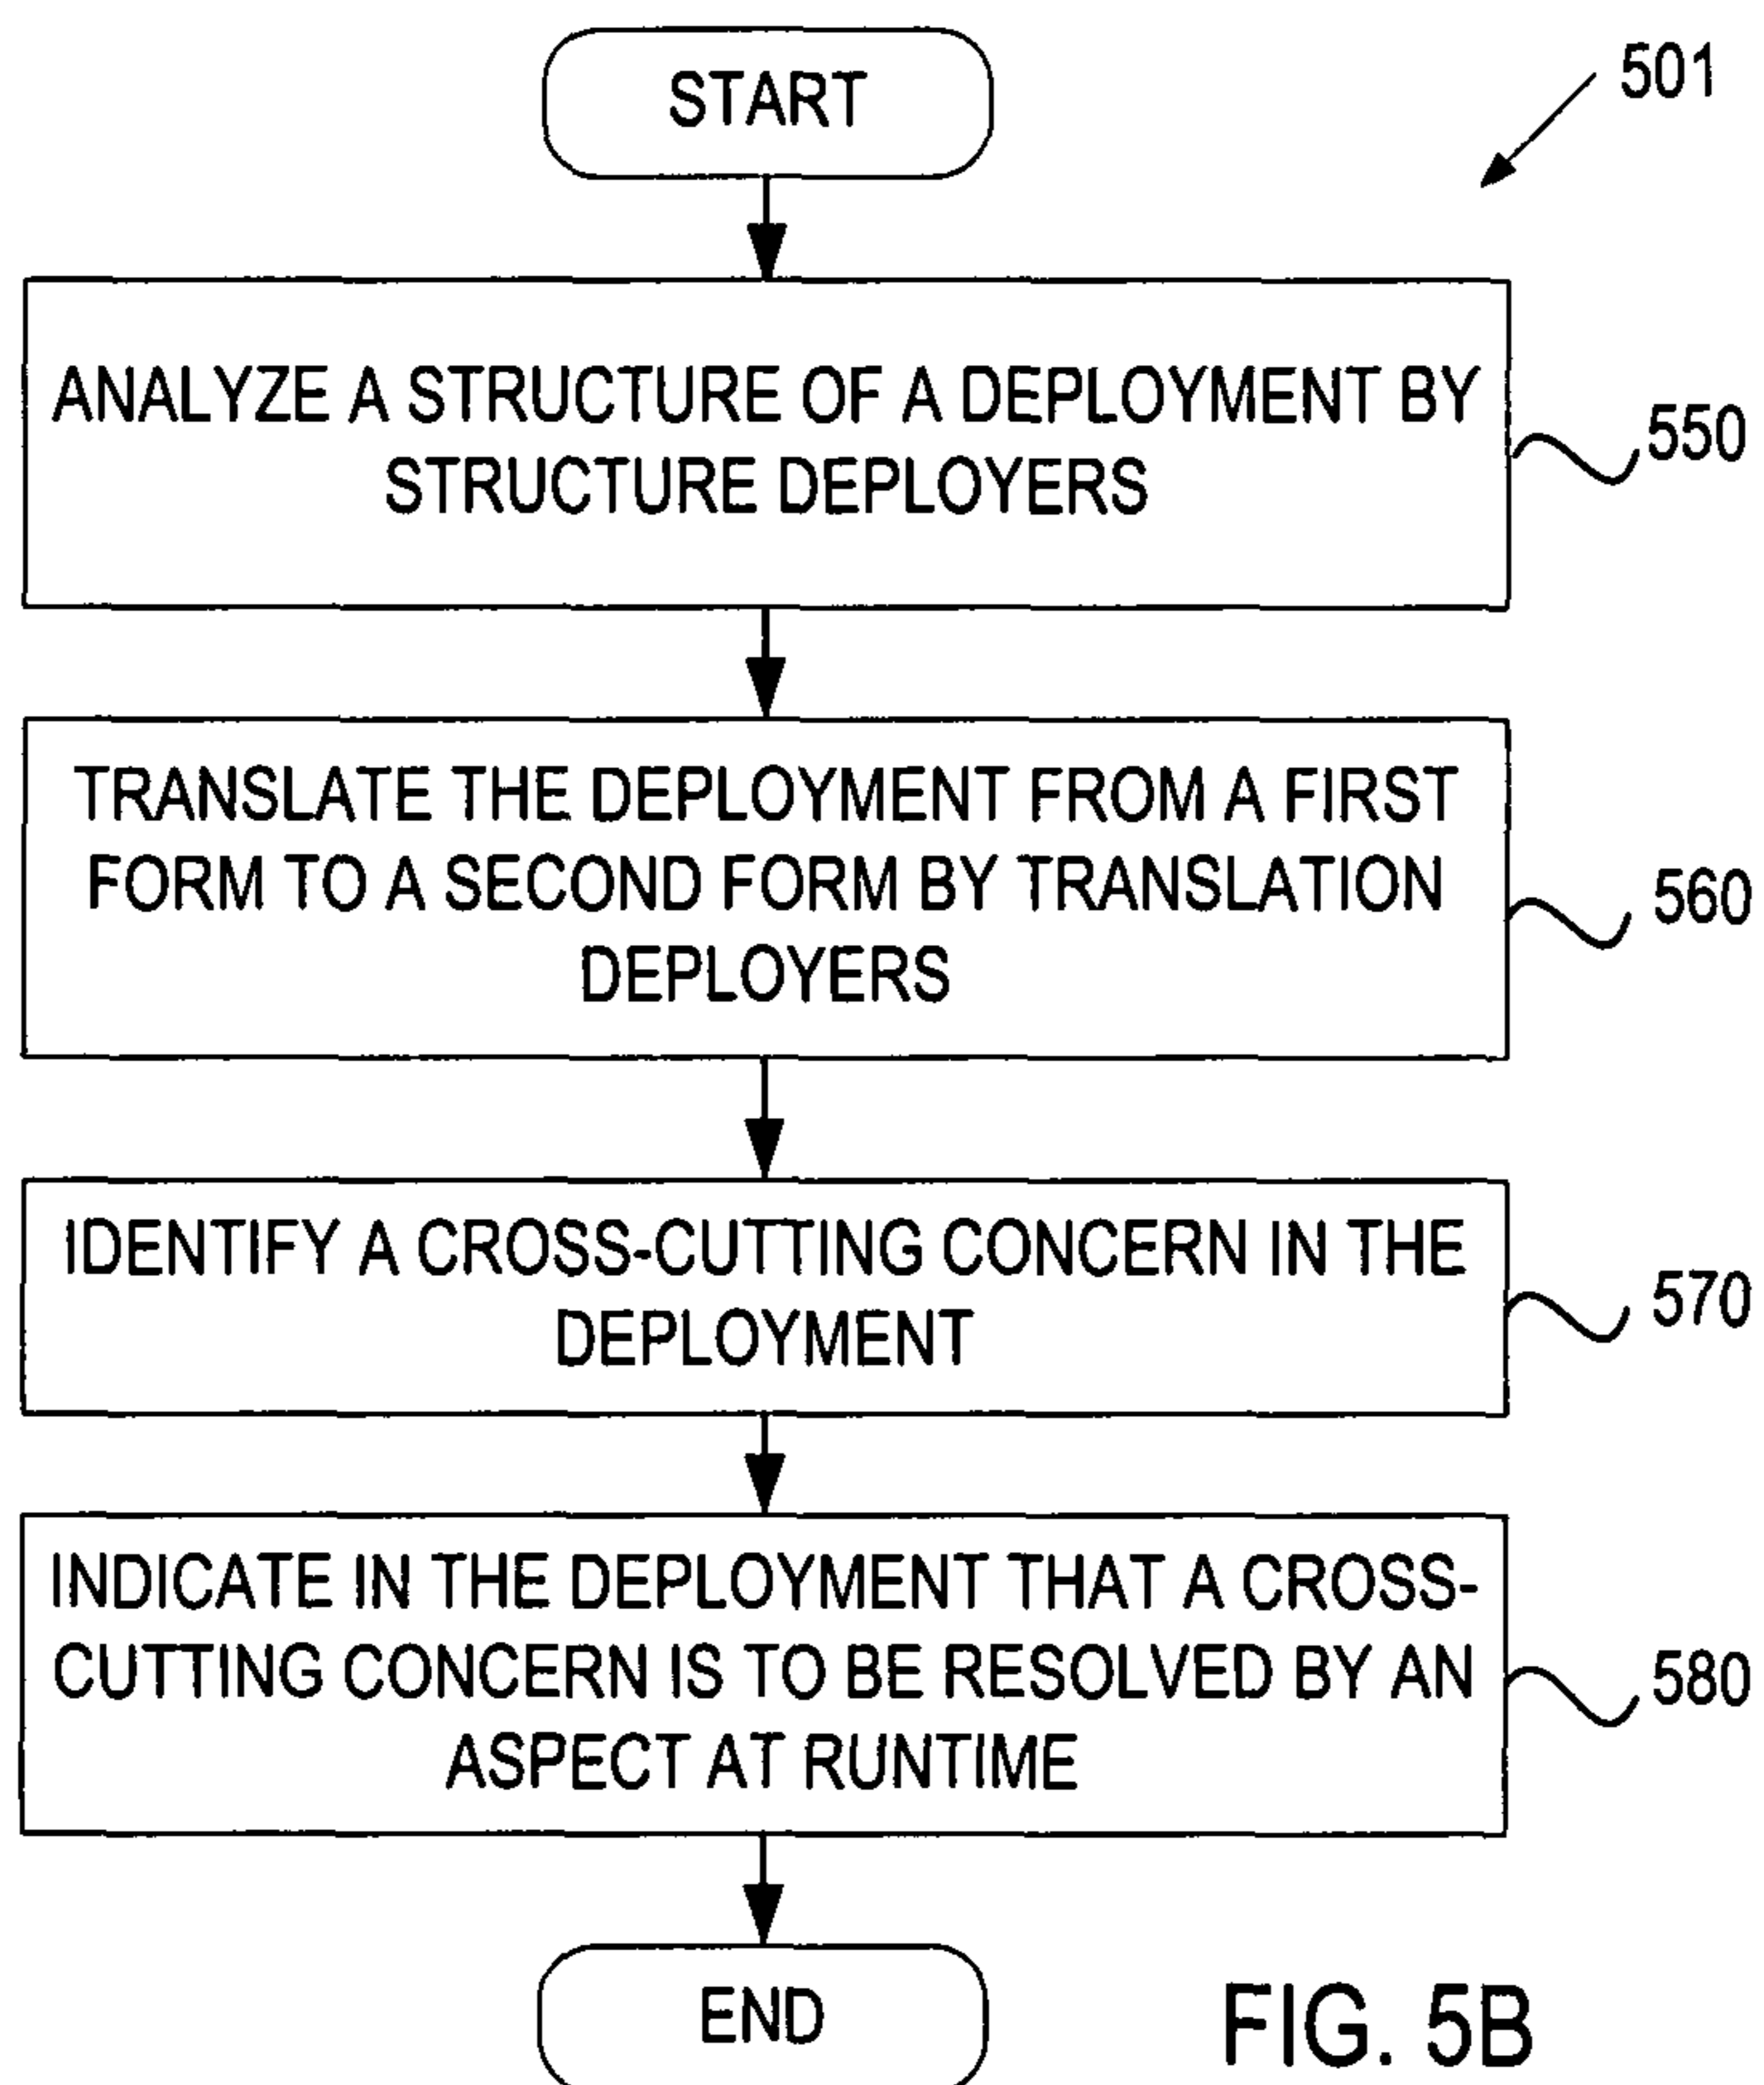 START
501
ANALYZE A STRUCTURE OF A DEPLOYMENT BY
STRUCTURE DEPLOYERS
550
TRANSLATE THE DEPLOYMENT FROM A FIRST
FORM TO A SECOND FORM BY TRANSLATION
DEPLOYERS
560
IDENTIFY A CROSS-CUTTING CONCERN IN THE
DEPLOYMENT
570
INDICATE IN THE DEPLOYMENT THAT A CROSS-
CUTTING CONCERN IS TO BE RESOLVED BY AN
ASPECT AT RUNTIME
580
END
FIG. 5B